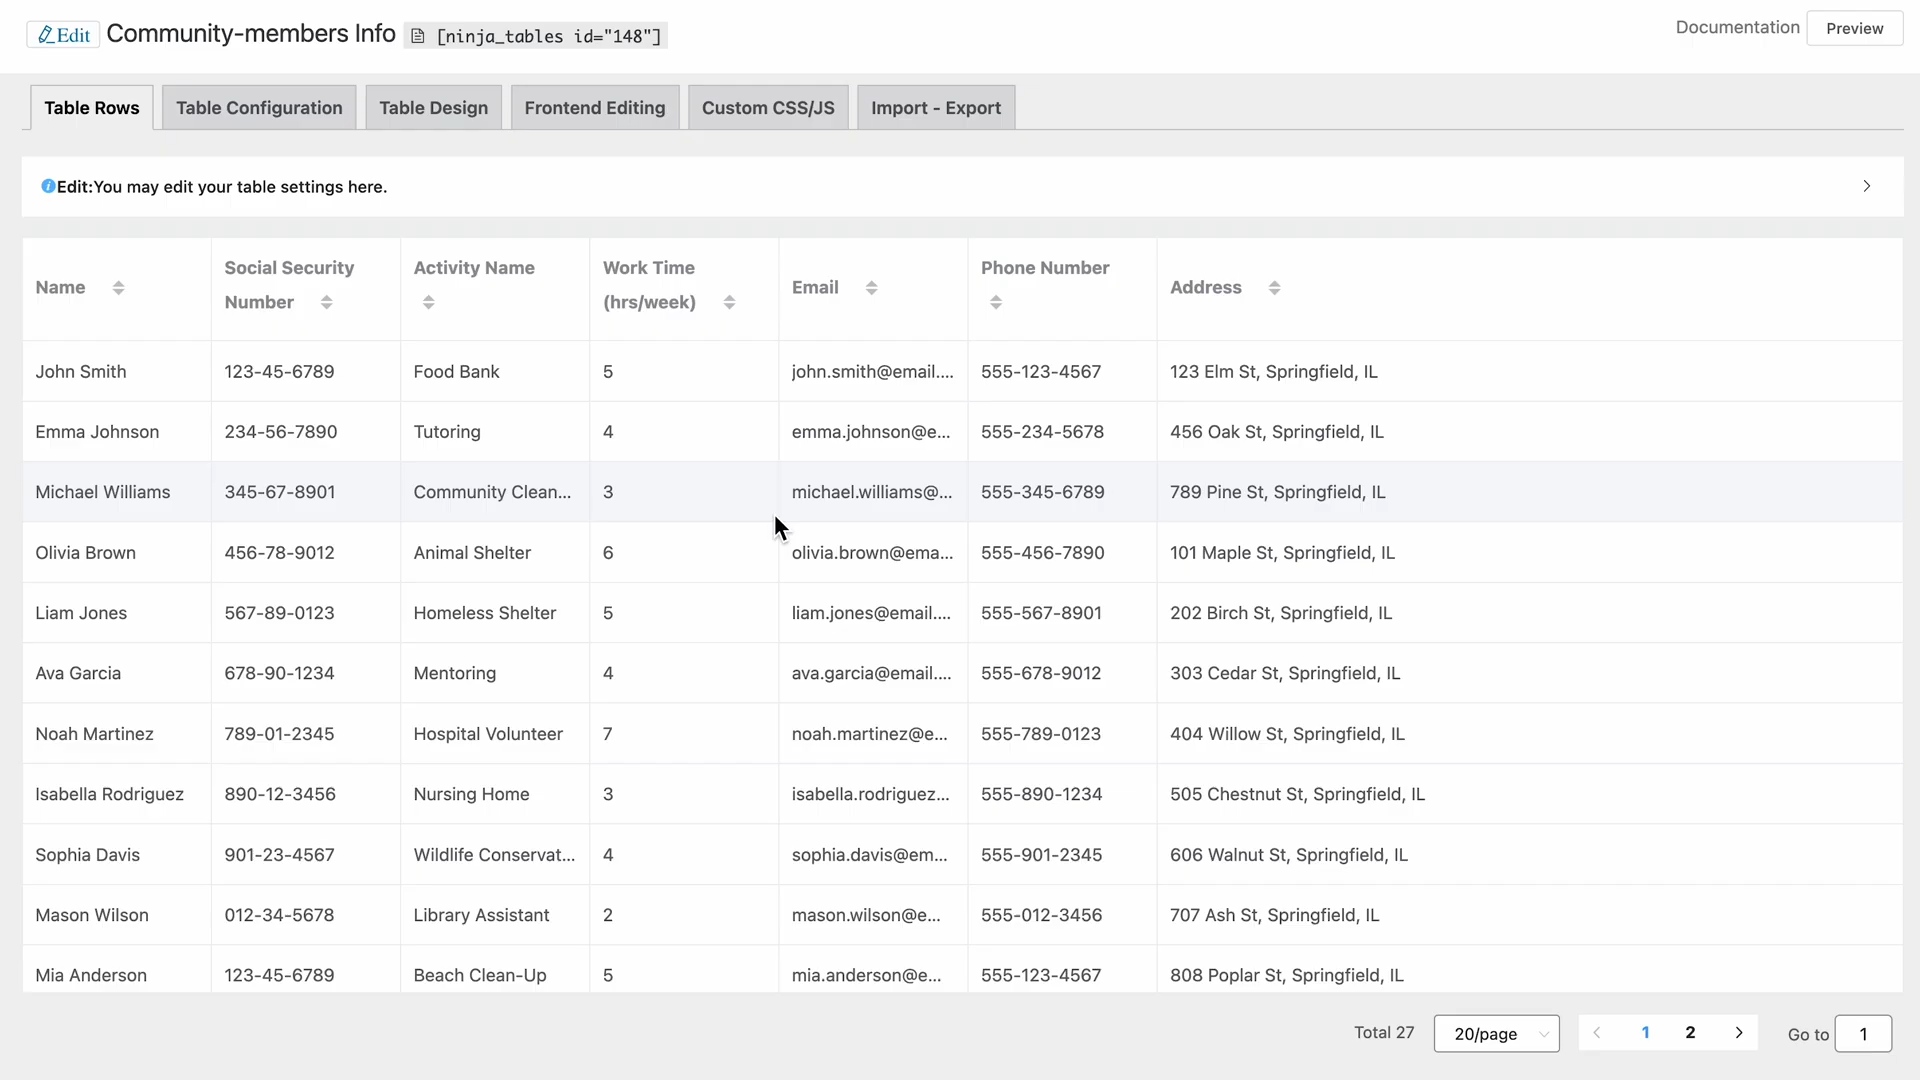 Edit Community-members Info [ninja_tables id="148"] Documentation Preview
Table Rows Table Configuration Table Design Frontend Editing Custom CSS/JS Import - Export
Edit:You may edit your table settings here.
Name Social Security Number Activity Name Work Time (hrs/week) Email Phone Number Address
John Smith 123-45-6789 Food Bank 5 john.smith@email.... 555-123-4567 123 Elm St, Springfield, IL
Emma Johnson 234-56-7890 Tutoring 4 emma.johnson@e... 555-234-5678 456 Oak St, Springfield, IL
Michael Williams 345-67-8901 Community Clean... 3 michael.williams@... 555-345-6789 789 Pine St, Springfield, IL
Olivia Brown 456-78-9012 Animal Shelter 6 olivia.brown@ema... 555-456-7890 101 Maple St, Springfield, IL
Liam Jones 567-89-0123 Homeless Shelter 5 liam.jones@email.... 555-567-8901 202 Birch St, Springfield, IL
Ava Garcia 678-90-1234 Mentoring 4 ava.garcia@email.... 555-678-9012 303 Cedar St, Springfield, IL
Noah Martinez 789-01-2345 Hospital Volunteer 7 noah.martinez@e... 555-789-0123 404 Willow St, Springfield, IL
Isabella Rodriguez 890-12-3456 Nursing Home 3 isabella.rodriguez... 555-890-1234 505 Chestnut St, Springfield, IL
Sophia Davis 901-23-4567 Wildlife Conservat... 4 sophia.davis@em... 555-901-2345 606 Walnut St, Springfield, IL
Mason Wilson 012-34-5678 Library Assistant 2 mason.wilson@e... 555-012-3456 707 Ash St, Springfield, IL
Mia Anderson 123-45-6789 Beach Clean-Up 5 mia.anderson@e... 555-123-4567 808 Poplar St, Springfield, IL
Total 27 20/page 1 2 Go to 1